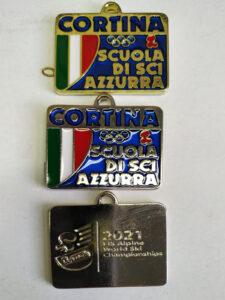 CORTINA
SCUOLA
DI SCI
AZZURRA
CORTINA
SCUOLA
DI SCI
AZZURRA
2021
FIS Alpine
World Ski
Championships